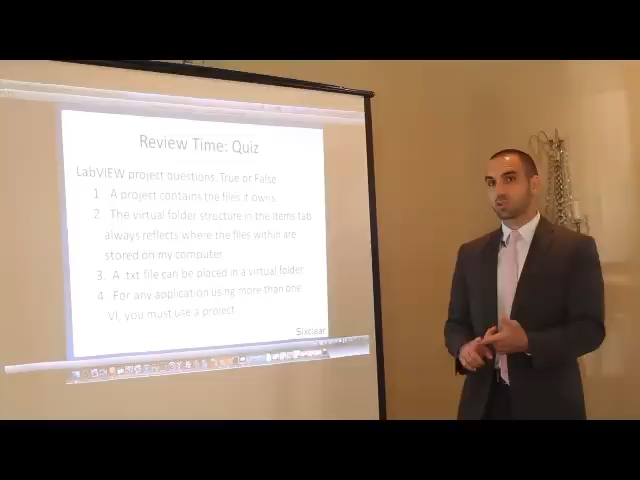 Review Time: Quiz
LabVIEW project questions, True or False
1. A project contains the files it owns.
2. The virtual folder structure in the Items tab
always reflects where the files within are
stored on my computer
3. A .txt file can be placed in a virtual folder
4. For any application using more than one
VI, you must use a project
Sixclear